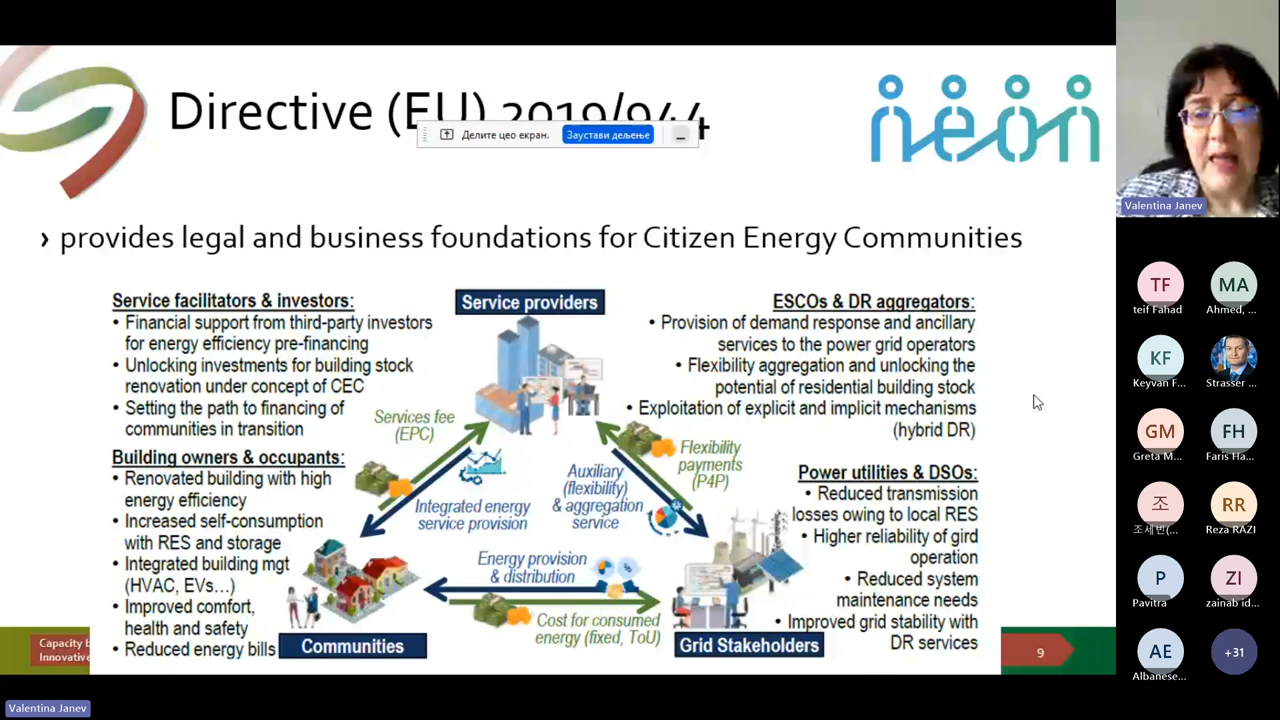 Directive (EU) 2019/944
Делите цео екран.
Заустави дељење
neon
› provides legal and business foundations for Citizen Energy Communities
Service facilitators & investors:
• Financial support from third-party investors
for energy efficiency pre-financing
• Unlocking investments for building stock
renovation under concept of CEC
• Setting the path to financing of
communities in transition
Service providers
ESCOs & DR aggregators:
• Provision of demand response and ancillary
services to the power grid operators
• Flexibility aggregation and unlocking the
potential of residential building stock
• Exploitation of explicit and implicit mechanisms
(hybrid DR)
Services fee
(EPC)
Flexibility
payments
(P4P)
Building owners & occupants:
• Renovated building with high
energy efficiency
• Increased self-consumption
with RES and storage
• Integrated building mgt
(HVAC, EVs...)
• Improved comfort,
health and safety
• Reduced energy bills
Integrated energy
service provision
Auxiliary
(flexibility)
& aggregation
service
Power utilities & DSOs:
• Reduced transmission
losses owing to local RES
• Higher reliability of gird
operation
• Reduced system
maintenance needs
• Improved grid stability with
DR services
Energy provision
& distribution
Cost for consumed
energy (fixed, ToU)
Communities
Grid Stakeholders
Capacity b
Innovative
9
Valentina Janev
TF
teif Fahad
MA
Ahmed, ...
KF
Keyvan F...
Strasser ...
GM
Greta M...
FH
Faris Ha...
조
조세빈(...
RR
Reza RAZI
P
Pavitra
ZI
zainab id...
AE
Albanese...
+31
Valentina Janev